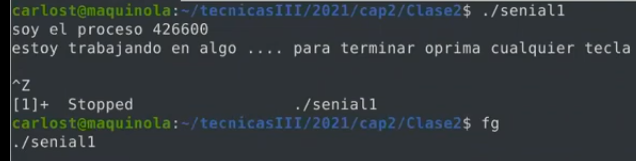 carlost@maquinola:~/tecnicasIII/2021/cap2/Clase2$ ./senial1
soy el proceso 426600
estoy trabajando en algo .... para terminar oprima cualquier tecla
^Z
[1]+  Stopped                 ./senial1
carlost@maquinola:~/tecnicasIII/2021/cap2/Clase2$ fg
./senial1